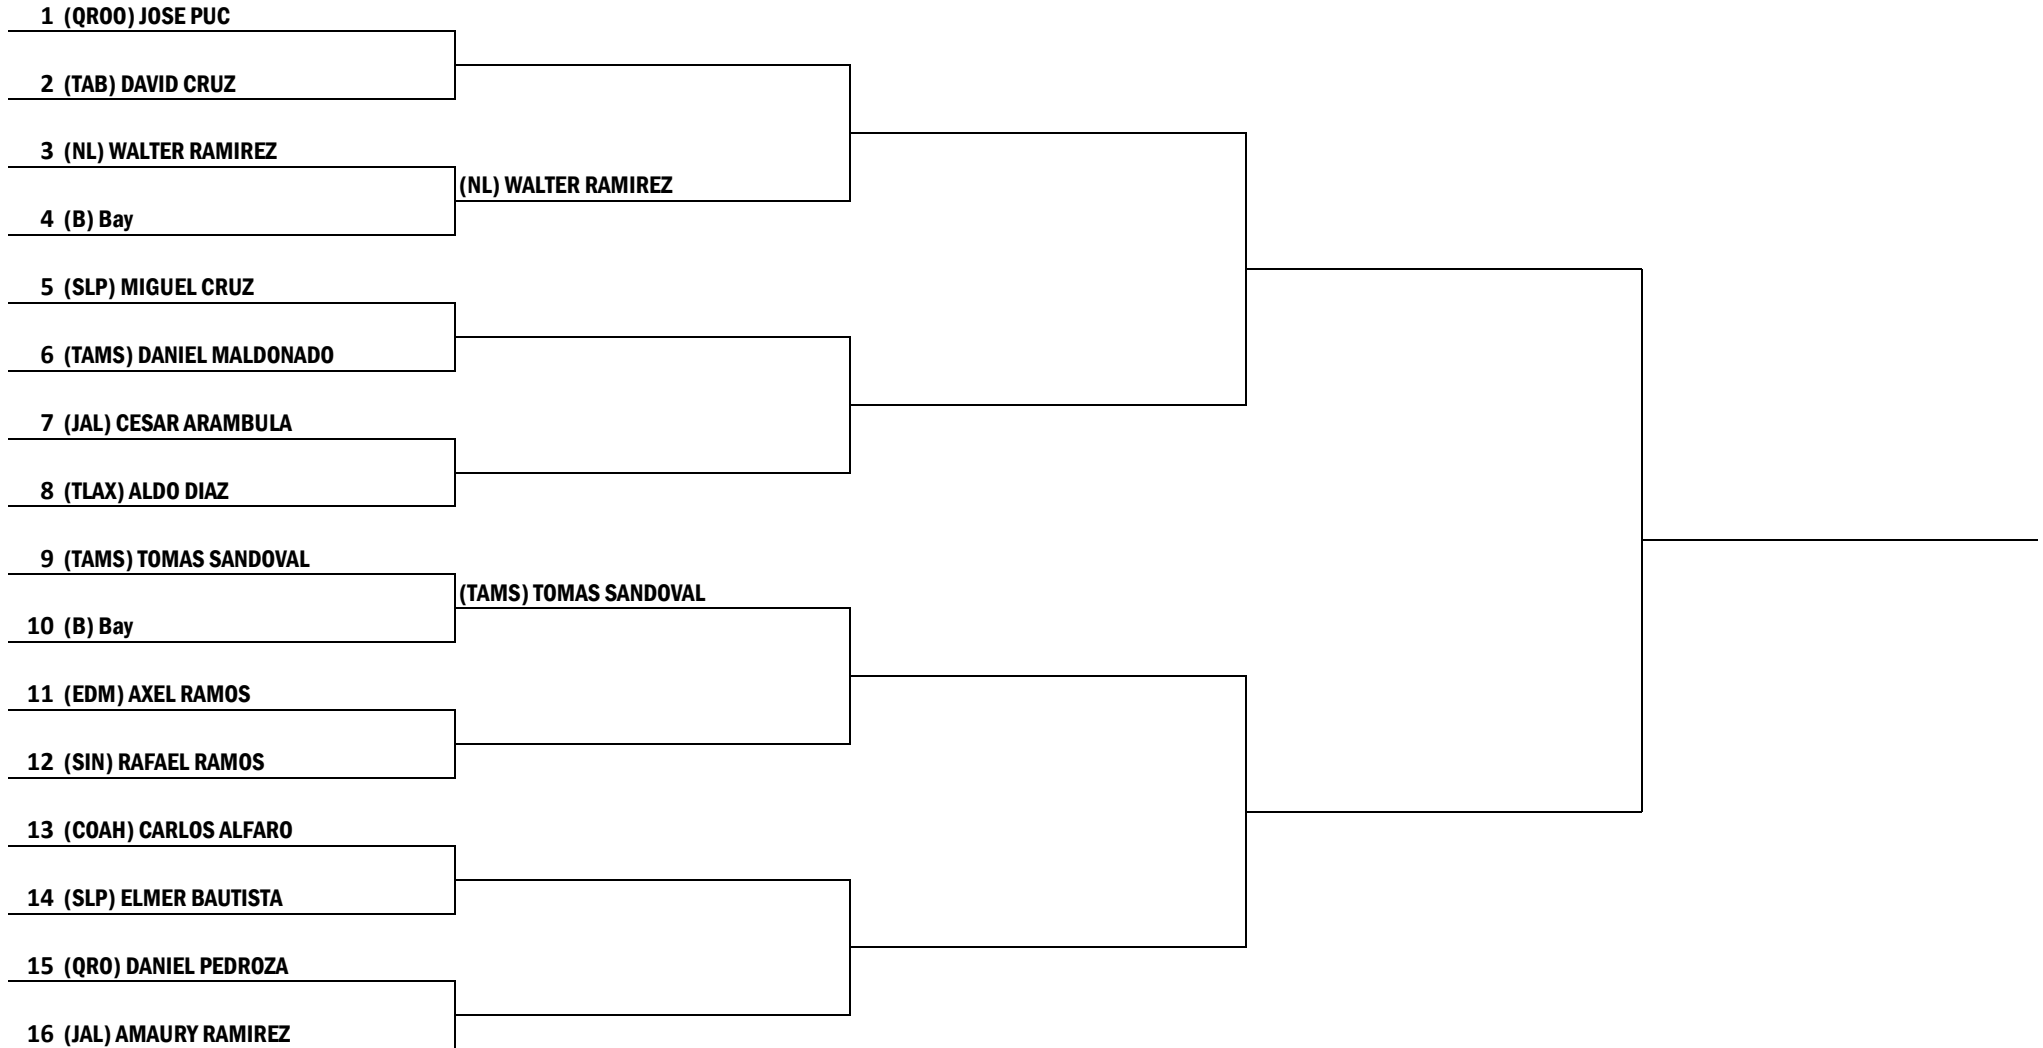 1 (QROO) JOSE PUC
2 (TAB) DAVID CRUZ
3 (NL) WALTER RAMIREZ
(NL) WALTER RAMIREZ
4 (B) Bay
5 (SLP) MIGUEL CRUZ
6 (TAMS) DANIEL MALDONADO
7 (JAL) CESAR ARAMBULA
8 (TLAX) ALDO DIAZ
9 (TAMS) TOMAS SANDOVAL
(TAMS) TOMAS SANDOVAL
10 (B) Bay
11 (EDM) AXEL RAMOS
12 (SIN) RAFAEL RAMOS
13 (COAH) CARLOS ALFARO
14 (SLP) ELMER BAUTISTA
15 (QRO) DANIEL PEDROZA
16 (JAL) AMAURY RAMIREZ